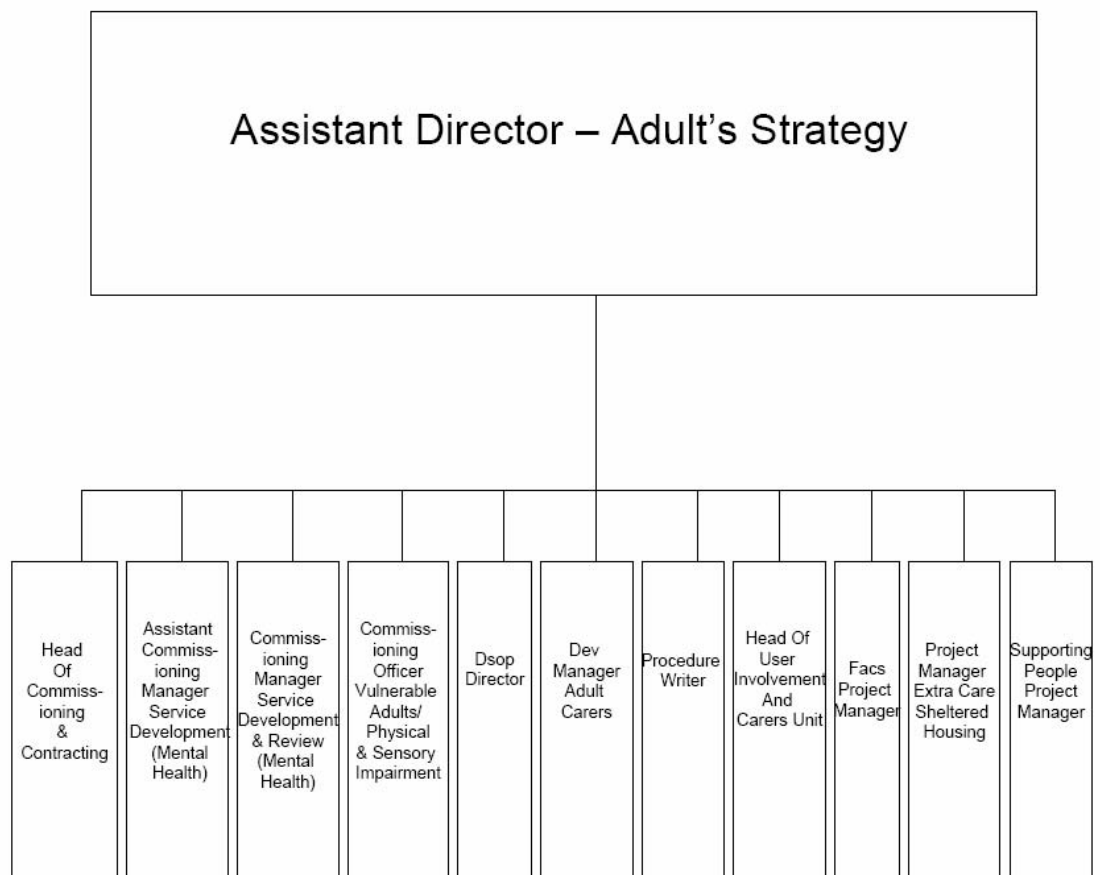 Assistant Director – Adult's Strategy
Head
Of
Commiss-
ioning
&
Contracting
Assistant
Commiss-
ioning
Manager
Service
Development
(Mental
Health)
Commiss-
ioning
Manager
Service
Development
& Review
(Mental
Health)
Commiss-
ioning
Officer
Vulnerable
Adults/
Physical
& Sensory
Impairment
Dsop
Director
Dev
Manager
Adult
Carers
Procedure
Writer
Head Of
User
Involvement
And
Carers Unit
Facs
Project
Manager
Project
Manager
Extra Care
Sheltered
Housing
Supporting
People
Project
Manager